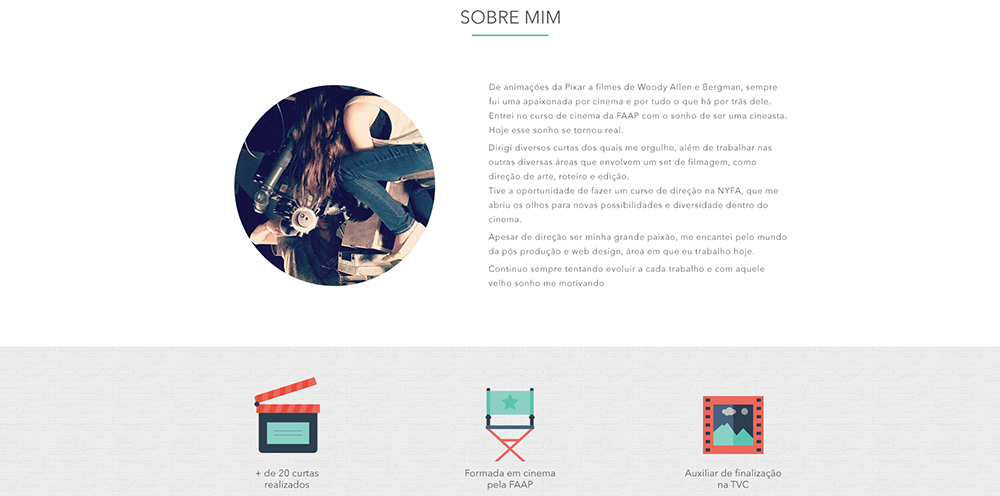 SOBRE MIM
De animações da Pixar a filmes de Woody Allen e Bergman, sempre
fui uma apaixonada por cinema e por tudo o que há por trás dele.
Entrei no curso de cinema da FAAP com o sonho de ser uma cineasta.
Hoje esse sonho se tornou real.
Dirigi diversos curtas dos quais me orgulho, além de trabalhar nas
outras diversas áreas que envolvem um set de filmagem, como
direção de arte, roteiro e edição.
Tive a oportunidade de fazer um curso de direção na NYFA, que me
abriu os olhos para novas possibilidades e diversidade dentro do
cinema.
Apesar de direção ser minha grande paixão, me encantei pelo mundo
da pós produção e web design, área em que eu trabalho hoje.
Continuo sempre tentando evoluir a cada trabalho e com aquele
velho sonho me motivando
+ de 20 curtas
realizados
Formada em cinema
pela FAAP
Auxiliar de finalização
na TVC